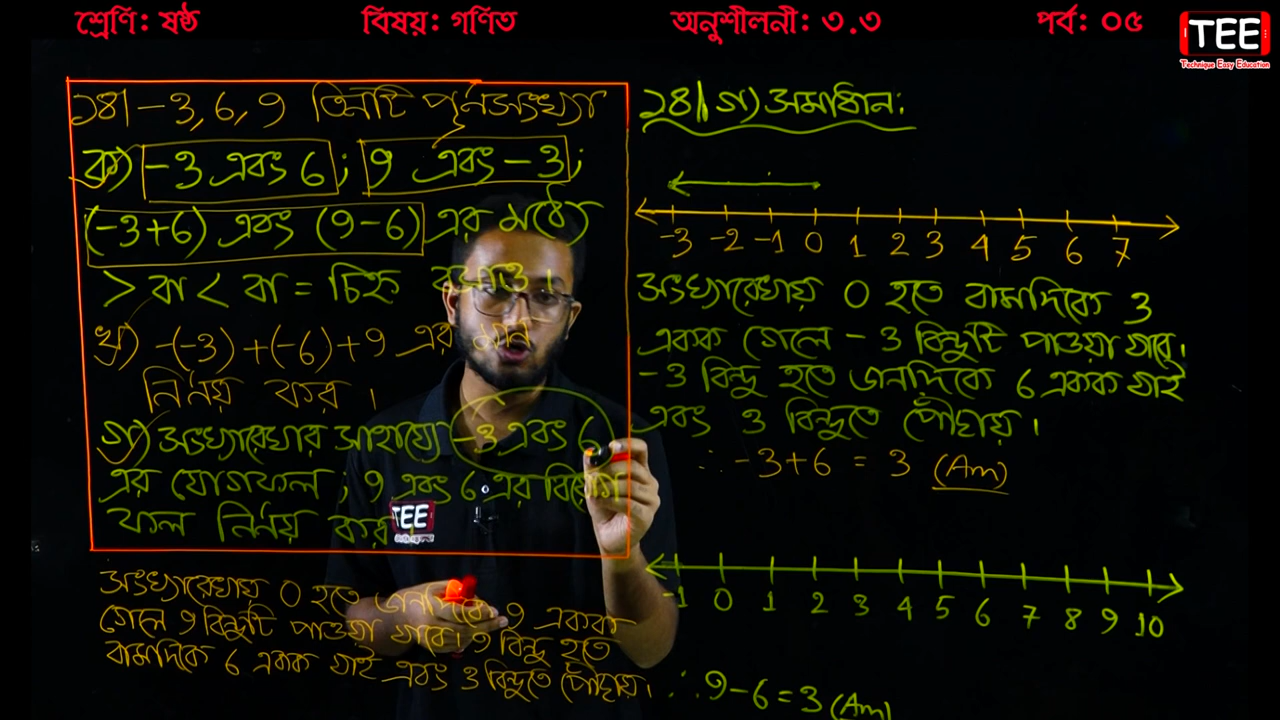 শ্রেণি: ষষ্ঠ বিষয়: গণিত অনুশীলনী: ৩.৩ পর্ব: ০৫
TEE
Technique Easy Education
১৪। -3, 6, 9 তিনটি পূর্ণসংখ্যা
ক) -3 এবং 6 ; 9 এবং -3 ;
(-3+6) এবং (9-6) এর মধ্যে
> বা < বা = চিহ্ন বসাও।
খ) -(-3)+(-6)+9 এর মান
নির্ণয় কর।
গ) সংখ্যারেখার সাহায্যে -3 এবং 6
এর যোগফল, 9 এবং 6 এর বিয়োগ
ফল নির্ণয় কর
TEE
সংখ্যারেখায় 0 হতে ডানদিকে 9 একক
গেলে 9 বিন্দুটি পাওয়া যাবে। 9 বিন্দু হতে
বামদিকে 6 একক যাই এবং 3 বিন্দুতে পৌছায়।
১৪। গ) সমাধান:
-3 -2 -1 0 1 2 3 4 5 6 7
সংখ্যারেখায় 0 হতে বামদিকে 3
একক গেলে -3 বিন্দুটি পাওয়া যাবে।
-3 বিন্দু হতে ডানদিকে 6 একক যাই
এবং 3 বিন্দুতে পৌছায়।
∴ -3+6 = 3 (Am)
-1 0 1 2 3 4 5 6 7 8 9 10
∴ 9-6=3 (Am)